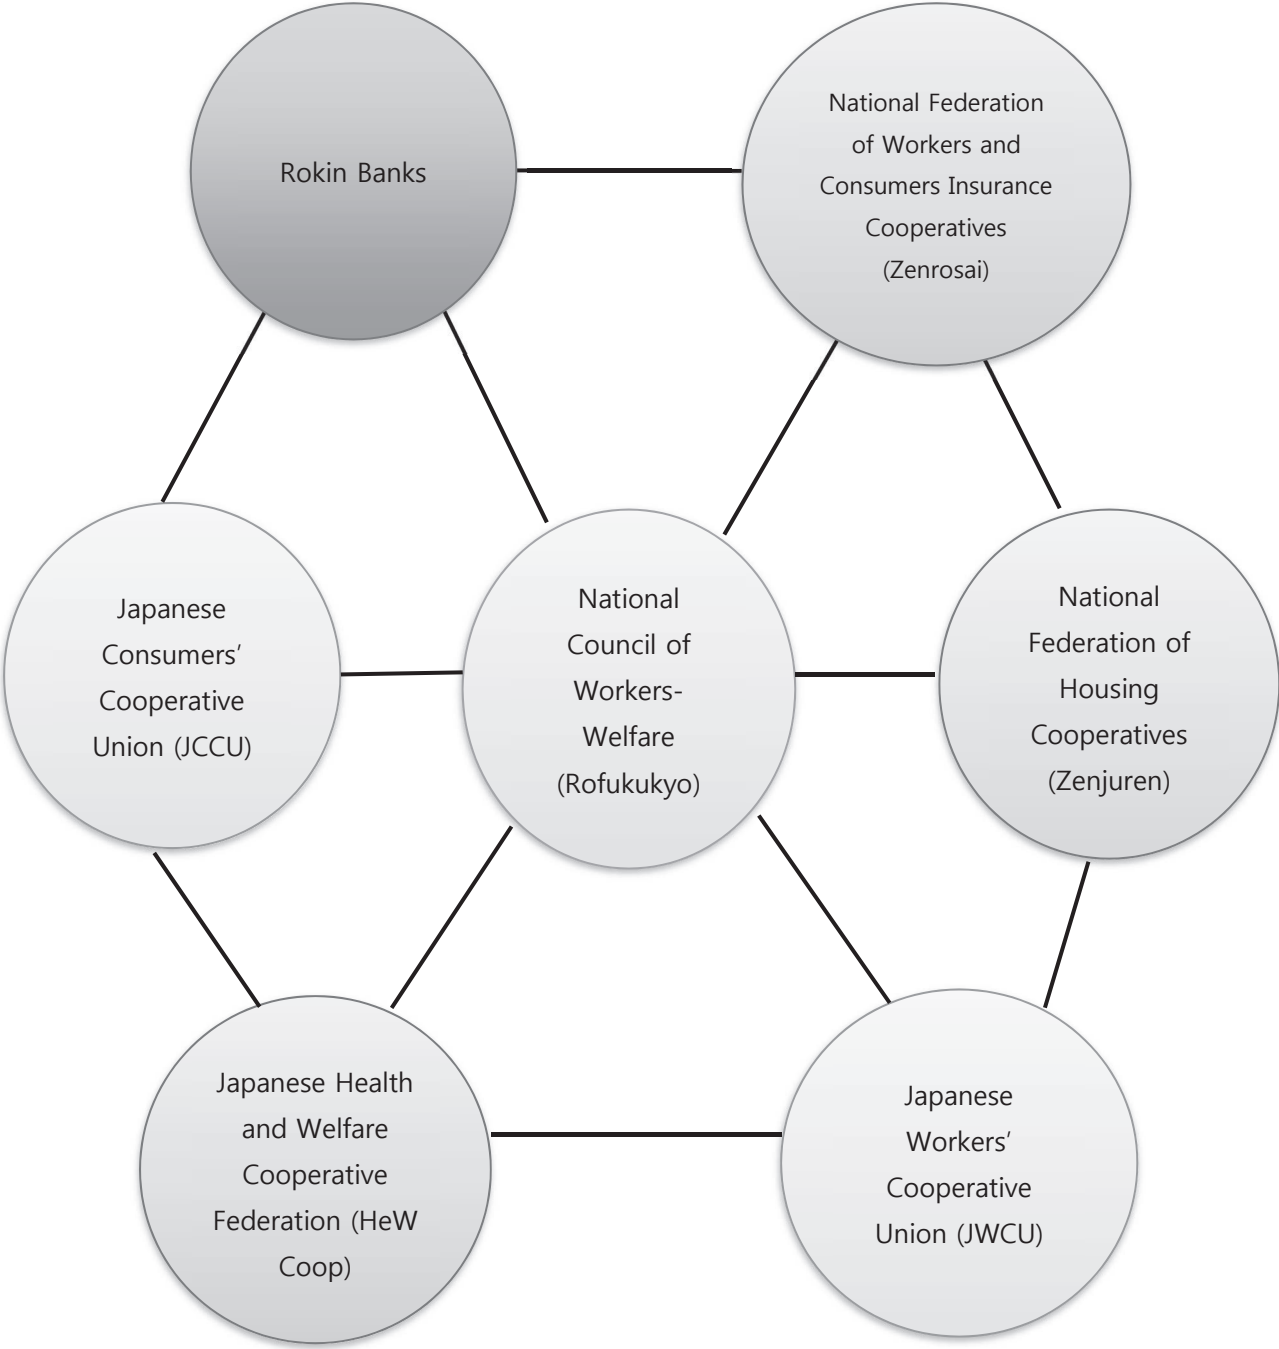 Rokin Banks
National Federation
of Workers and
Consumers Insurance
Cooperatives
(Zenrosai)
Japanese
Consumers’
Cooperative
Union (JCCU)
National
Council of
Workers-
Welfare
(Rofukukyo)
National
Federation of
Housing
Cooperatives
(Zenjuren)
Japanese Health
and Welfare
Cooperative
Federation (HeW
Coop)
Japanese
Workers’
Cooperative
Union (JWCU)